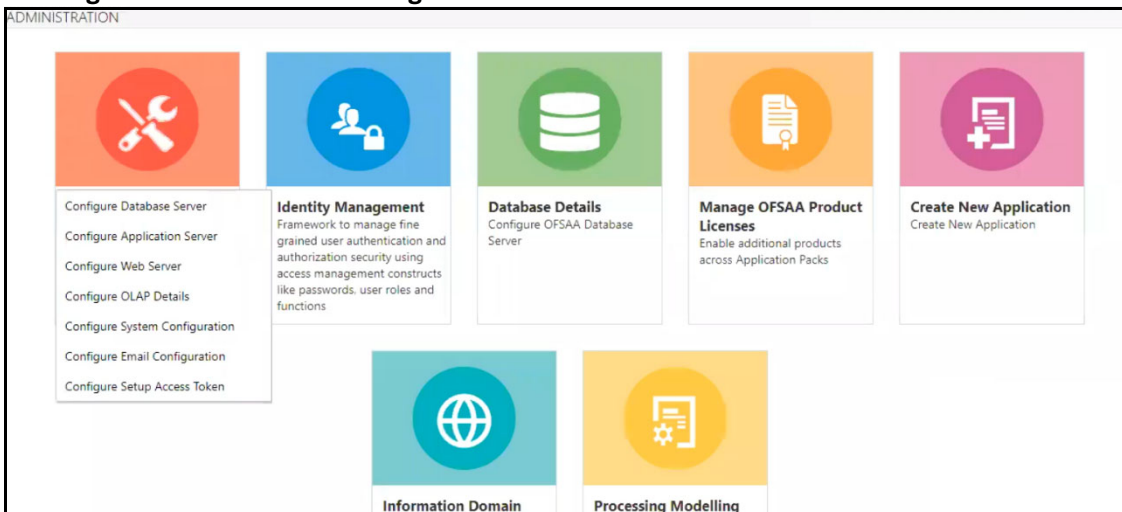 ADMINISTRATION
Configure Database Server
Configure Application Server
Configure Web Server
Configure OLAP Details
Configure System Configuration
Configure Email Configuration
Configure Setup Access Token
Identity Management
Framework to manage fine
grained user authentication and
authorization security using
access management constructs
like passwords, user roles and
functions
Database Details
Configure OFSAA Database
Server
Manage OFSAA Product
Licenses
Enable additional products
across Application Packs
Create New Application
Create New Application
Information Domain
Processing Modelling